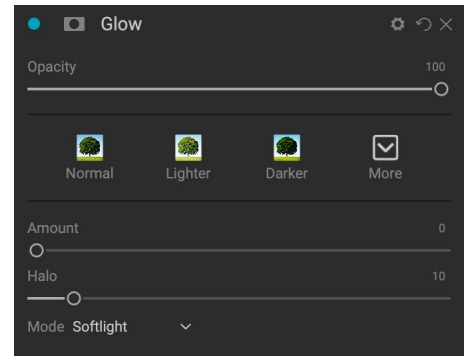 Glow
Opacity 100
Normal Lighter Darker More
Amount 0
Halo 10
Mode Softlight